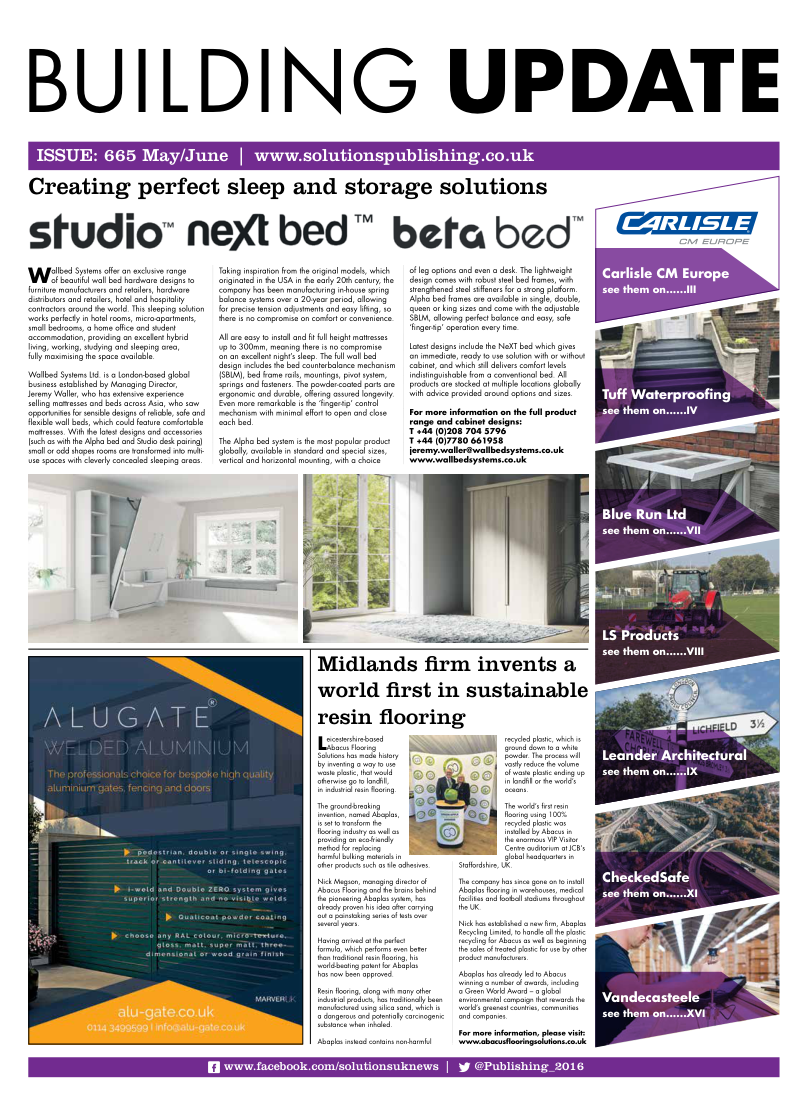 BUILDING UPDATE
ISSUE: 665 May/June | www.solutionspublishing.co.uk
Creating perfect sleep and storage solutions
studio™ next bed™ beta bed™
Wallbed Systems offer an exclusive range
of beautiful wall bed hardware designs to
furniture manufacturers and retailers, hardware
distributors and retailers, hotel and hospitality
contractors around the world. This sleeping solution
works perfectly in hotel rooms, micro-apartments,
small bedrooms, a home office and student
accommodation, providing an excellent hybrid
living, working, studying and sleeping area,
fully maximising the space available.
Wallbed Systems Ltd. is a London-based global
business established by Managing Director,
Jeremy Waller, who has extensive experience
selling mattresses and beds across Asia, who saw
opportunities for sensible designs of reliable, safe and
flexible wall beds, which could feature comfortable
mattresses. With the latest designs and accessories
(such as with the Alpha bed and Studio desk pairing)
small or odd shapes rooms are transformed into multi-
use spaces with cleverly concealed sleeping areas.
Taking inspiration from the original models, which
originated in the USA in the early 20th century, the
company has been manufacturing in-house spring
balance systems over a 20-year period, allowing
for precise tension adjustments and easy lifting, so
there is no compromise on comfort or convenience.
All are easy to install and fit full height mattresses
up to 300mm, meaning there is no compromise
on an excellent night's sleep. The full wall bed
design includes the bed counterbalance mechanism
(SBLM), bed frame rails, mountings, pivot system,
springs and fasteners. The powder-coated parts are
ergonomic and durable, offering assured longevity.
Even more remarkable is the 'finger-tip' control
mechanism with minimal effort to open and close
each bed.
The Alpha bed system is the most popular product
globally, available in standard and special sizes,
vertical and horizontal mounting, with a choice
of leg options and even a desk. The lightweight
design comes with robust steel bed frames, with
strengthened steel stiffeners for a strong platform.
Alpha bed frames are available in single, double,
queen or king sizes and come with the adjustable
SBLM, allowing perfect balance and easy, safe
'finger-tip' operation every time.
Latest designs include the NeXT bed which gives
an immediate, ready to use solution with or without
cabinet, and which still delivers comfort levels
indistinguishable from a conventional bed. All
products are stocked at multiple locations globally
with advice provided around options and sizes.
For more information on the full product
range and cabinet designs:
T +44 (0)208 704 5796
T +44 (0)7780 661958
jeremy.waller@wallbedsystems.co.uk
www.wallbedsystems.co.uk
CARLISLE
CM EUROPE
Carlisle CM Europe
see them on......III
Tuff Waterproofing
see them on......IV
Blue Run Ltd
see them on......VII
LS Products
see them on......VIII
LICHFIELD 3½
Leander Architectural
see them on......IX
CheckedSafe
see them on......XI
Vandecasteele
see them on......XVI
ALUGATE®
WELDED ALUMINIUM
The professionals choice for bespoke high quality
aluminium gates, fencing and doors
pedestrian, double or single swing,
track or cantilever sliding, telescopic
or bi-folding gates
i-weld and Double ZERO system gives
superior strength and no visible welds
Qualicoat powder coating
choose any RAL colour, micro-texture,
gloss, matt, super matt, three-
dimensional or wood grain finish
MARVERUK
alu-gate.co.uk
0114 3499599 | info@alu-gate.co.uk
Midlands firm invents a
world first in sustainable
resin flooring
Leicestershire-based
Abacus Flooring
Solutions has made history
by inventing a way to use
waste plastic, that would
otherwise go to landfill,
in industrial resin flooring.
The ground-breaking
invention, named Abaplas,
is set to transform the
flooring industry as well as
providing an eco-friendly
method for replacing
harmful bulking materials in
other products such as tile adhesives.
Nick Megson, managing director of
Abacus Flooring and the brains behind
the pioneering Abaplas system, has
already proven his idea after carrying
out a painstaking series of tests over
several years.
Having arrived at the perfect
formula, which performs even better
than traditional resin flooring, his
world-beating patent for Abaplas
has now been approved.
Resin flooring, along with many other
industrial products, has traditionally been
manufactured using silica sand, which is
a dangerous and potentially carcinogenic
substance when inhaled.
Abaplas instead contains non-harmful
recycled plastic, which is
ground down to a white
powder. The process will
vastly reduce the volume
of waste plastic ending up
in landfill or the world's
oceans.
The world's first resin
flooring using 100%
recycled plastic was
installed by Abacus in
the enormous VIP Visitor
Centre auditorium at JCB's
global headquarters in
Staffordshire, UK.
The company has since gone on to install
Abaplas flooring in warehouses, medical
facilities and football stadiums throughout
the UK.
Nick has established a new firm, Abaplas
Recycling Limited, to handle all the plastic
recycling for Abacus as well as beginning
the sales of treated plastic for use by other
product manufacturers.
Abaplas has already led to Abacus
winning a number of awards, including
a Green World Award – a global
environmental campaign that rewards the
world's greenest countries, communities
and companies.
For more information, please visit:
www.abacusflooringsolutions.co.uk
www.facebook.com/solutionsuknews | @Publishing_2016